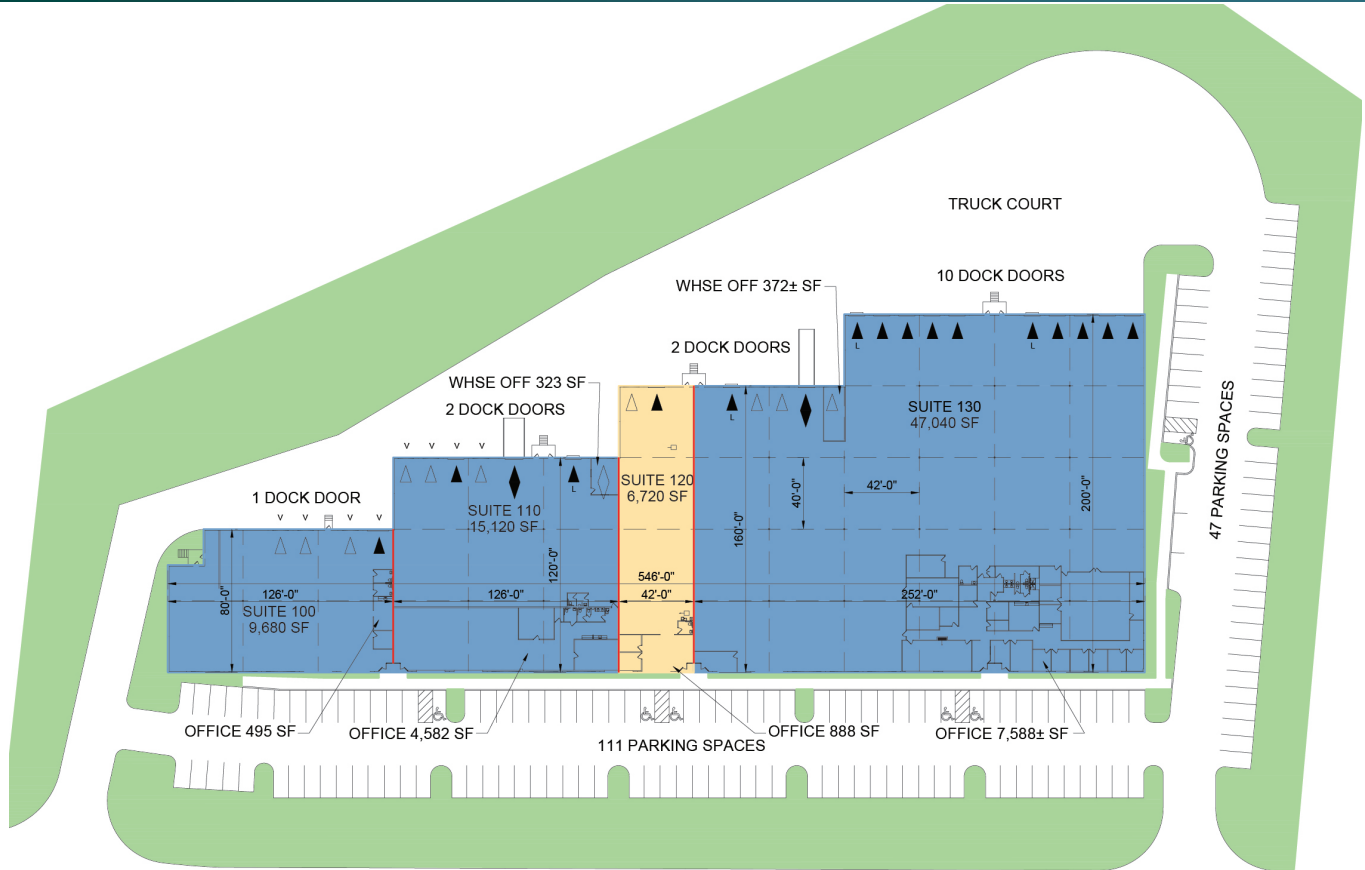 TRUCK COURT
10 DOCK DOORS
WHSE OFF 372± SF
L
L
2 DOCK DOORS
WHSE OFF 323 SF
2 DOCK DOORS
L
SUITE 130
47,040 SF
47 PARKING SPACES
V V V V
L
SUITE 120
6,720 SF
40'-0"
42'-0"
200'-0"
1 DOCK DOOR
V V V V
SUITE 110
15,120 SF
160'-0"
120'-0"
546'-0"
80'-0"
126'-0"
126'-0"
42'-0"
252'-0"
SUITE 100
9,680 SF
OFFICE 495 SF
OFFICE 4,582 SF
111 PARKING SPACES
OFFICE 888 SF
OFFICE 7,588± SF